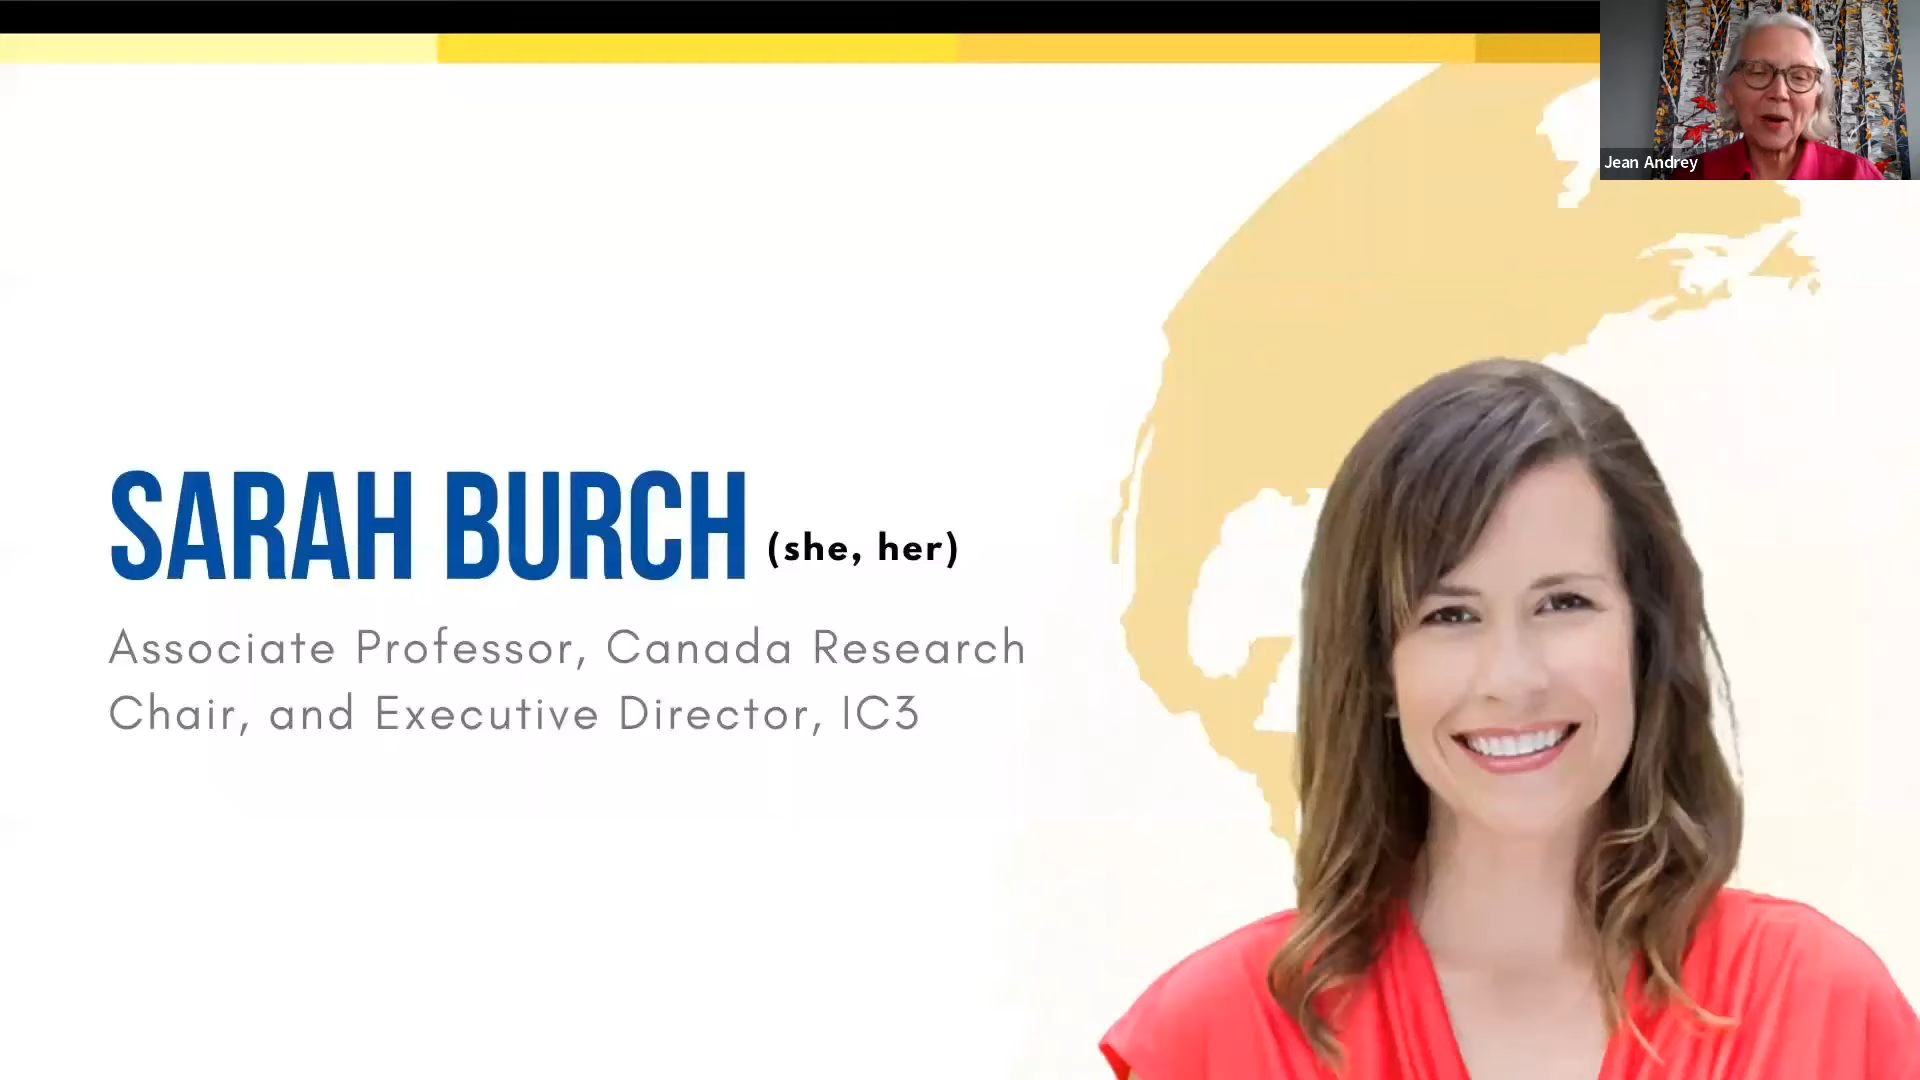 Jean Andrey
SARAH BURCH (she, her)
Associate Professor, Canada Research
Chair, and Executive Director, IC3